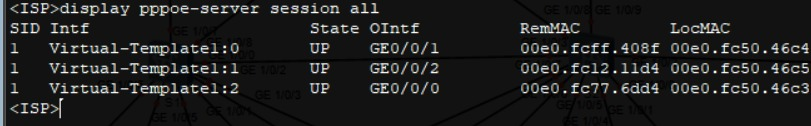 <ISP>display pppoe-server session all
SID Intf State OIntf RemMAC LocMAC
1 Virtual-Template1:0 UP GE0/0/1 00e0.fcff.408f 00e0.fc50.46c4
1 Virtual-Template1:1 UP GE0/0/2 00e0.fc12.11d4 00e0.fc50.46c5
1 Virtual-Template1:2 UP GE0/0/0 00e0.fc77.6dd4 00e0.fc50.46c3
<ISP>